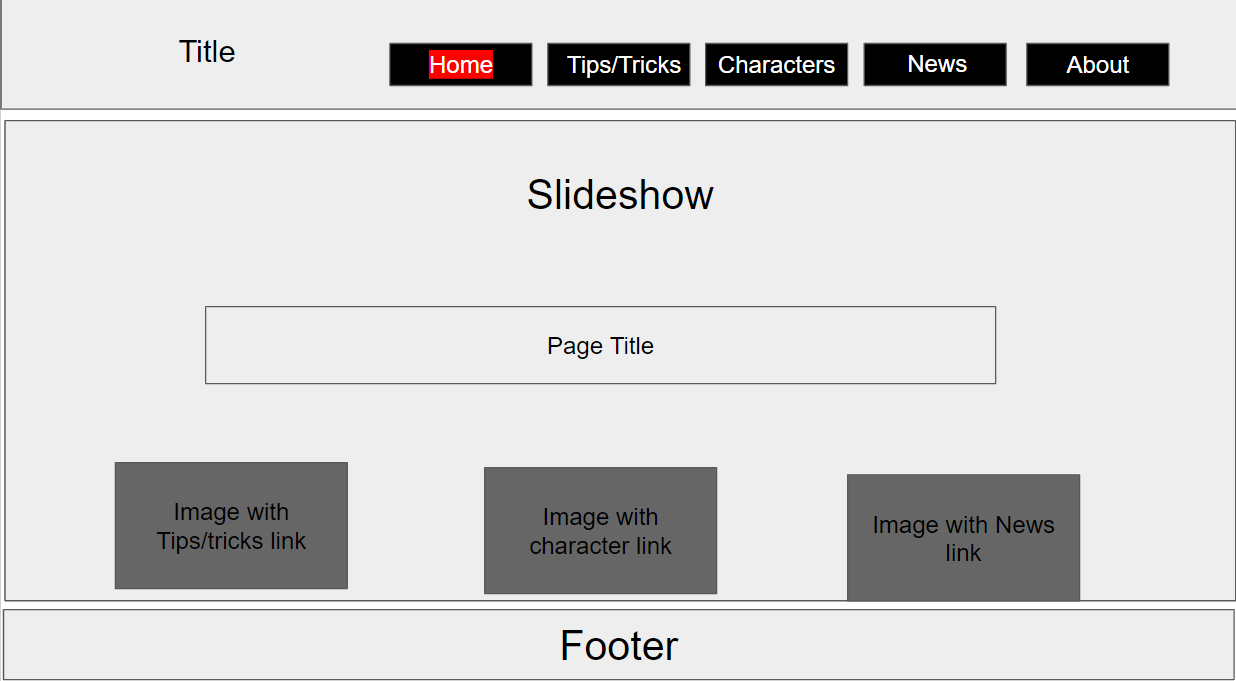 Title
Home
Tips/Tricks
Characters
News
About
Slideshow
Page Title
Image with
Tips/tricks link
Image with
character link
Image with News
link
Footer